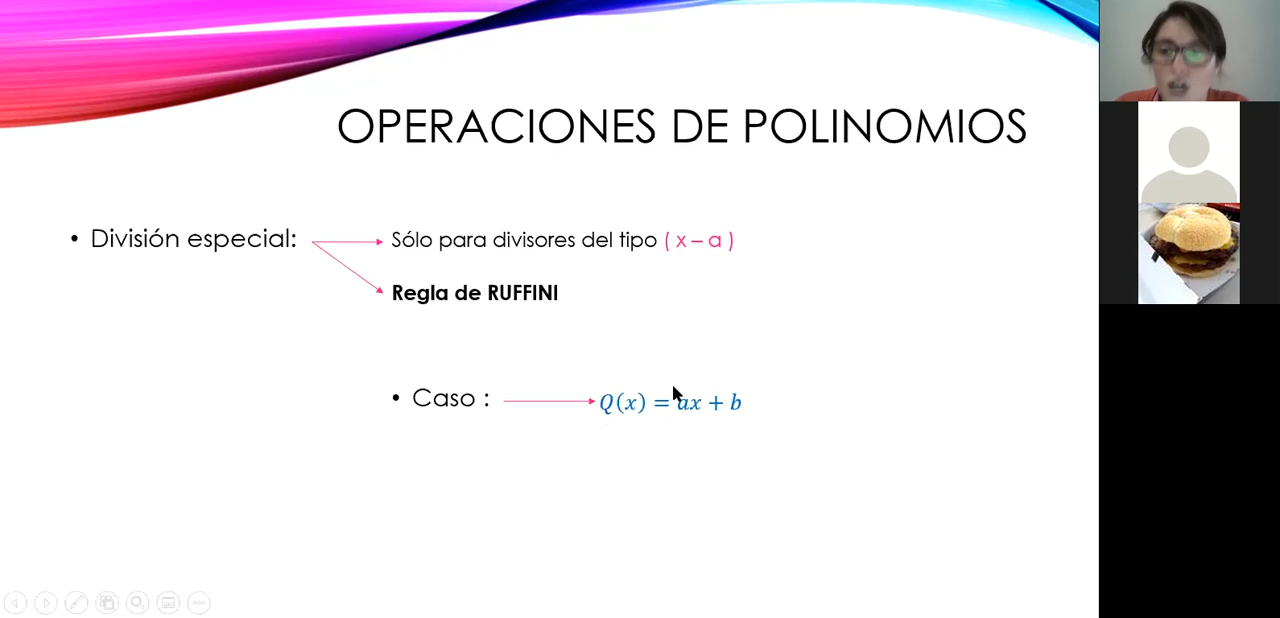 OPERACIONES DE POLINOMIOS
• División especial:
Sólo para divisores del tipo ( x – a )
Regla de RUFFINI
• Caso :
Q(x) = ax + b